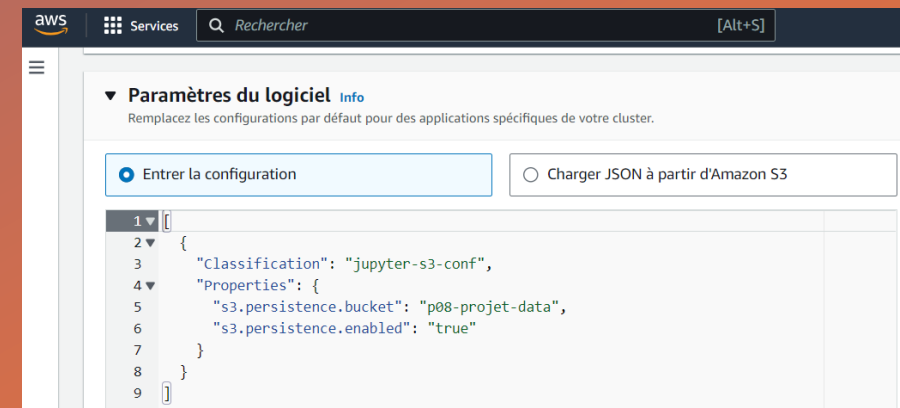 aws Services Rechercher [Alt+S]
Paramètres du logiciel Info
Remplacez les configurations par défaut pour des applications spécifiques de votre cluster.
Entrer la configuration Charger JSON à partir d'Amazon S3
1 [
2 {
3 "Classification": "jupyter-s3-conf",
4 "Properties": {
5 "s3.persistence.bucket": "p08-projet-data",
6 "s3.persistence.enabled": "true"
7 }
8 }
9 ]